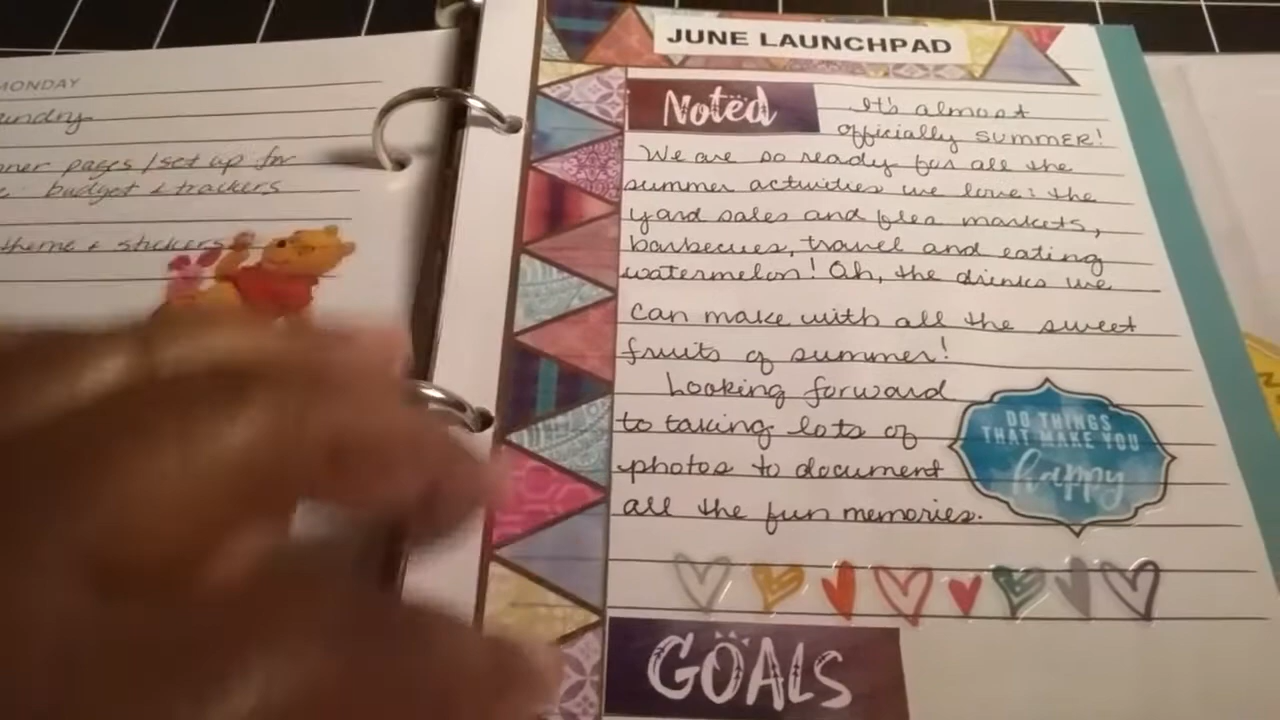 MONDAY
pages / set up for
budget + trackers
theme + stickers
JUNE LAUNCHPAD
Noted
It's almost
officially SUMMER!
We are so ready for all the
summer activities we love: the
yard sales and flea markets,
barbecues, travel and eating
watermelon! Oh, the drinks we
can make with all the sweet
fruits of summer!
Looking forward
to taking lots of
photos to document
all the fun memories.
DO THINGS
THAT MAKE YOU
happy
GOALS